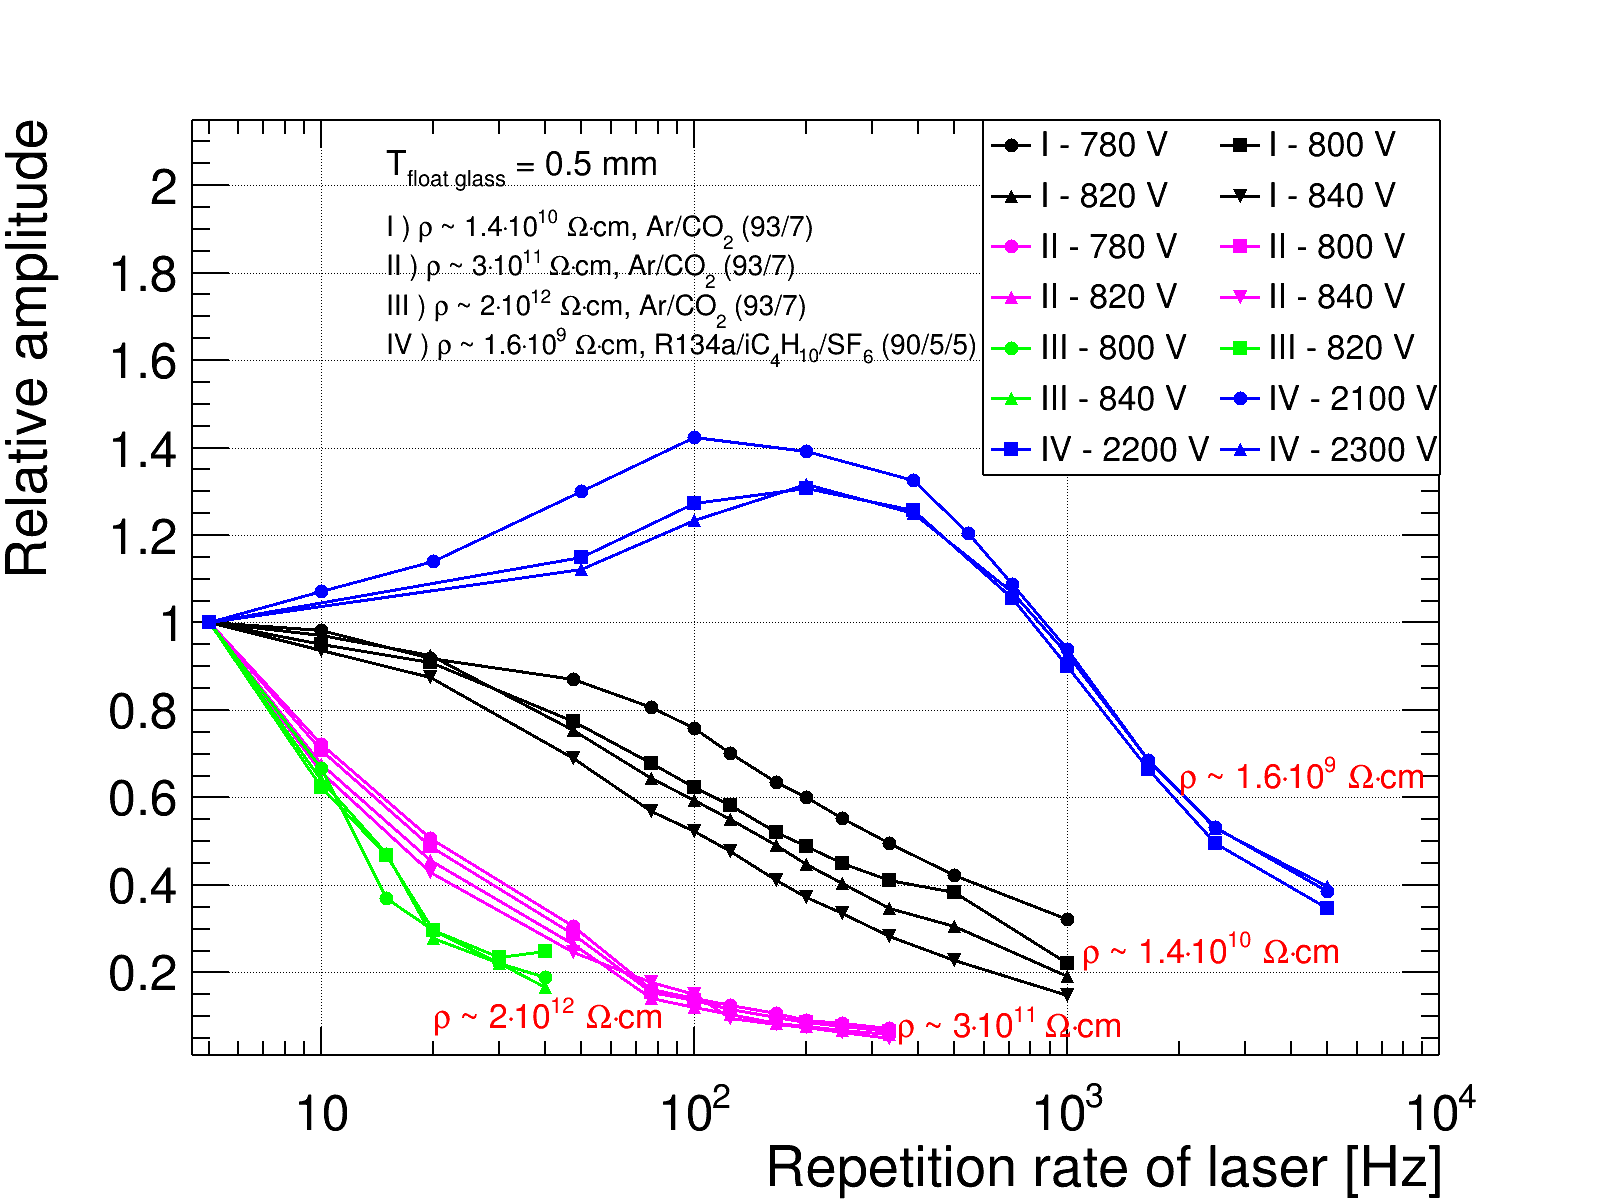 Relative amplitude
T_float glass = 0.5 mm
I ) ρ ~ 1.4·10^10 Ω·cm, Ar/CO_2 (93/7)
II ) ρ ~ 3·10^11 Ω·cm, Ar/CO_2 (93/7)
III ) ρ ~ 2·10^12 Ω·cm, Ar/CO_2 (93/7)
IV ) ρ ~ 1.6·10^9 Ω·cm, R134a/iC_4H_10/SF_6 (90/5/5)
I - 780 V I - 800 V
I - 820 V I - 840 V
II - 780 V II - 800 V
II - 820 V II - 840 V
III - 800 V III - 820 V
III - 840 V IV - 2100 V
IV - 2200 V IV - 2300 V
2
1.8
1.6
1.4
1.2
1
0.8
0.6
0.4
0.2
ρ ~ 1.6·10^9 Ω·cm
ρ ~ 1.4·10^10 Ω·cm
ρ ~ 2·10^12 Ω·cm
ρ ~ 3·10^11 Ω·cm
10 10^2 10^3 10^4
Repetition rate of laser [Hz]